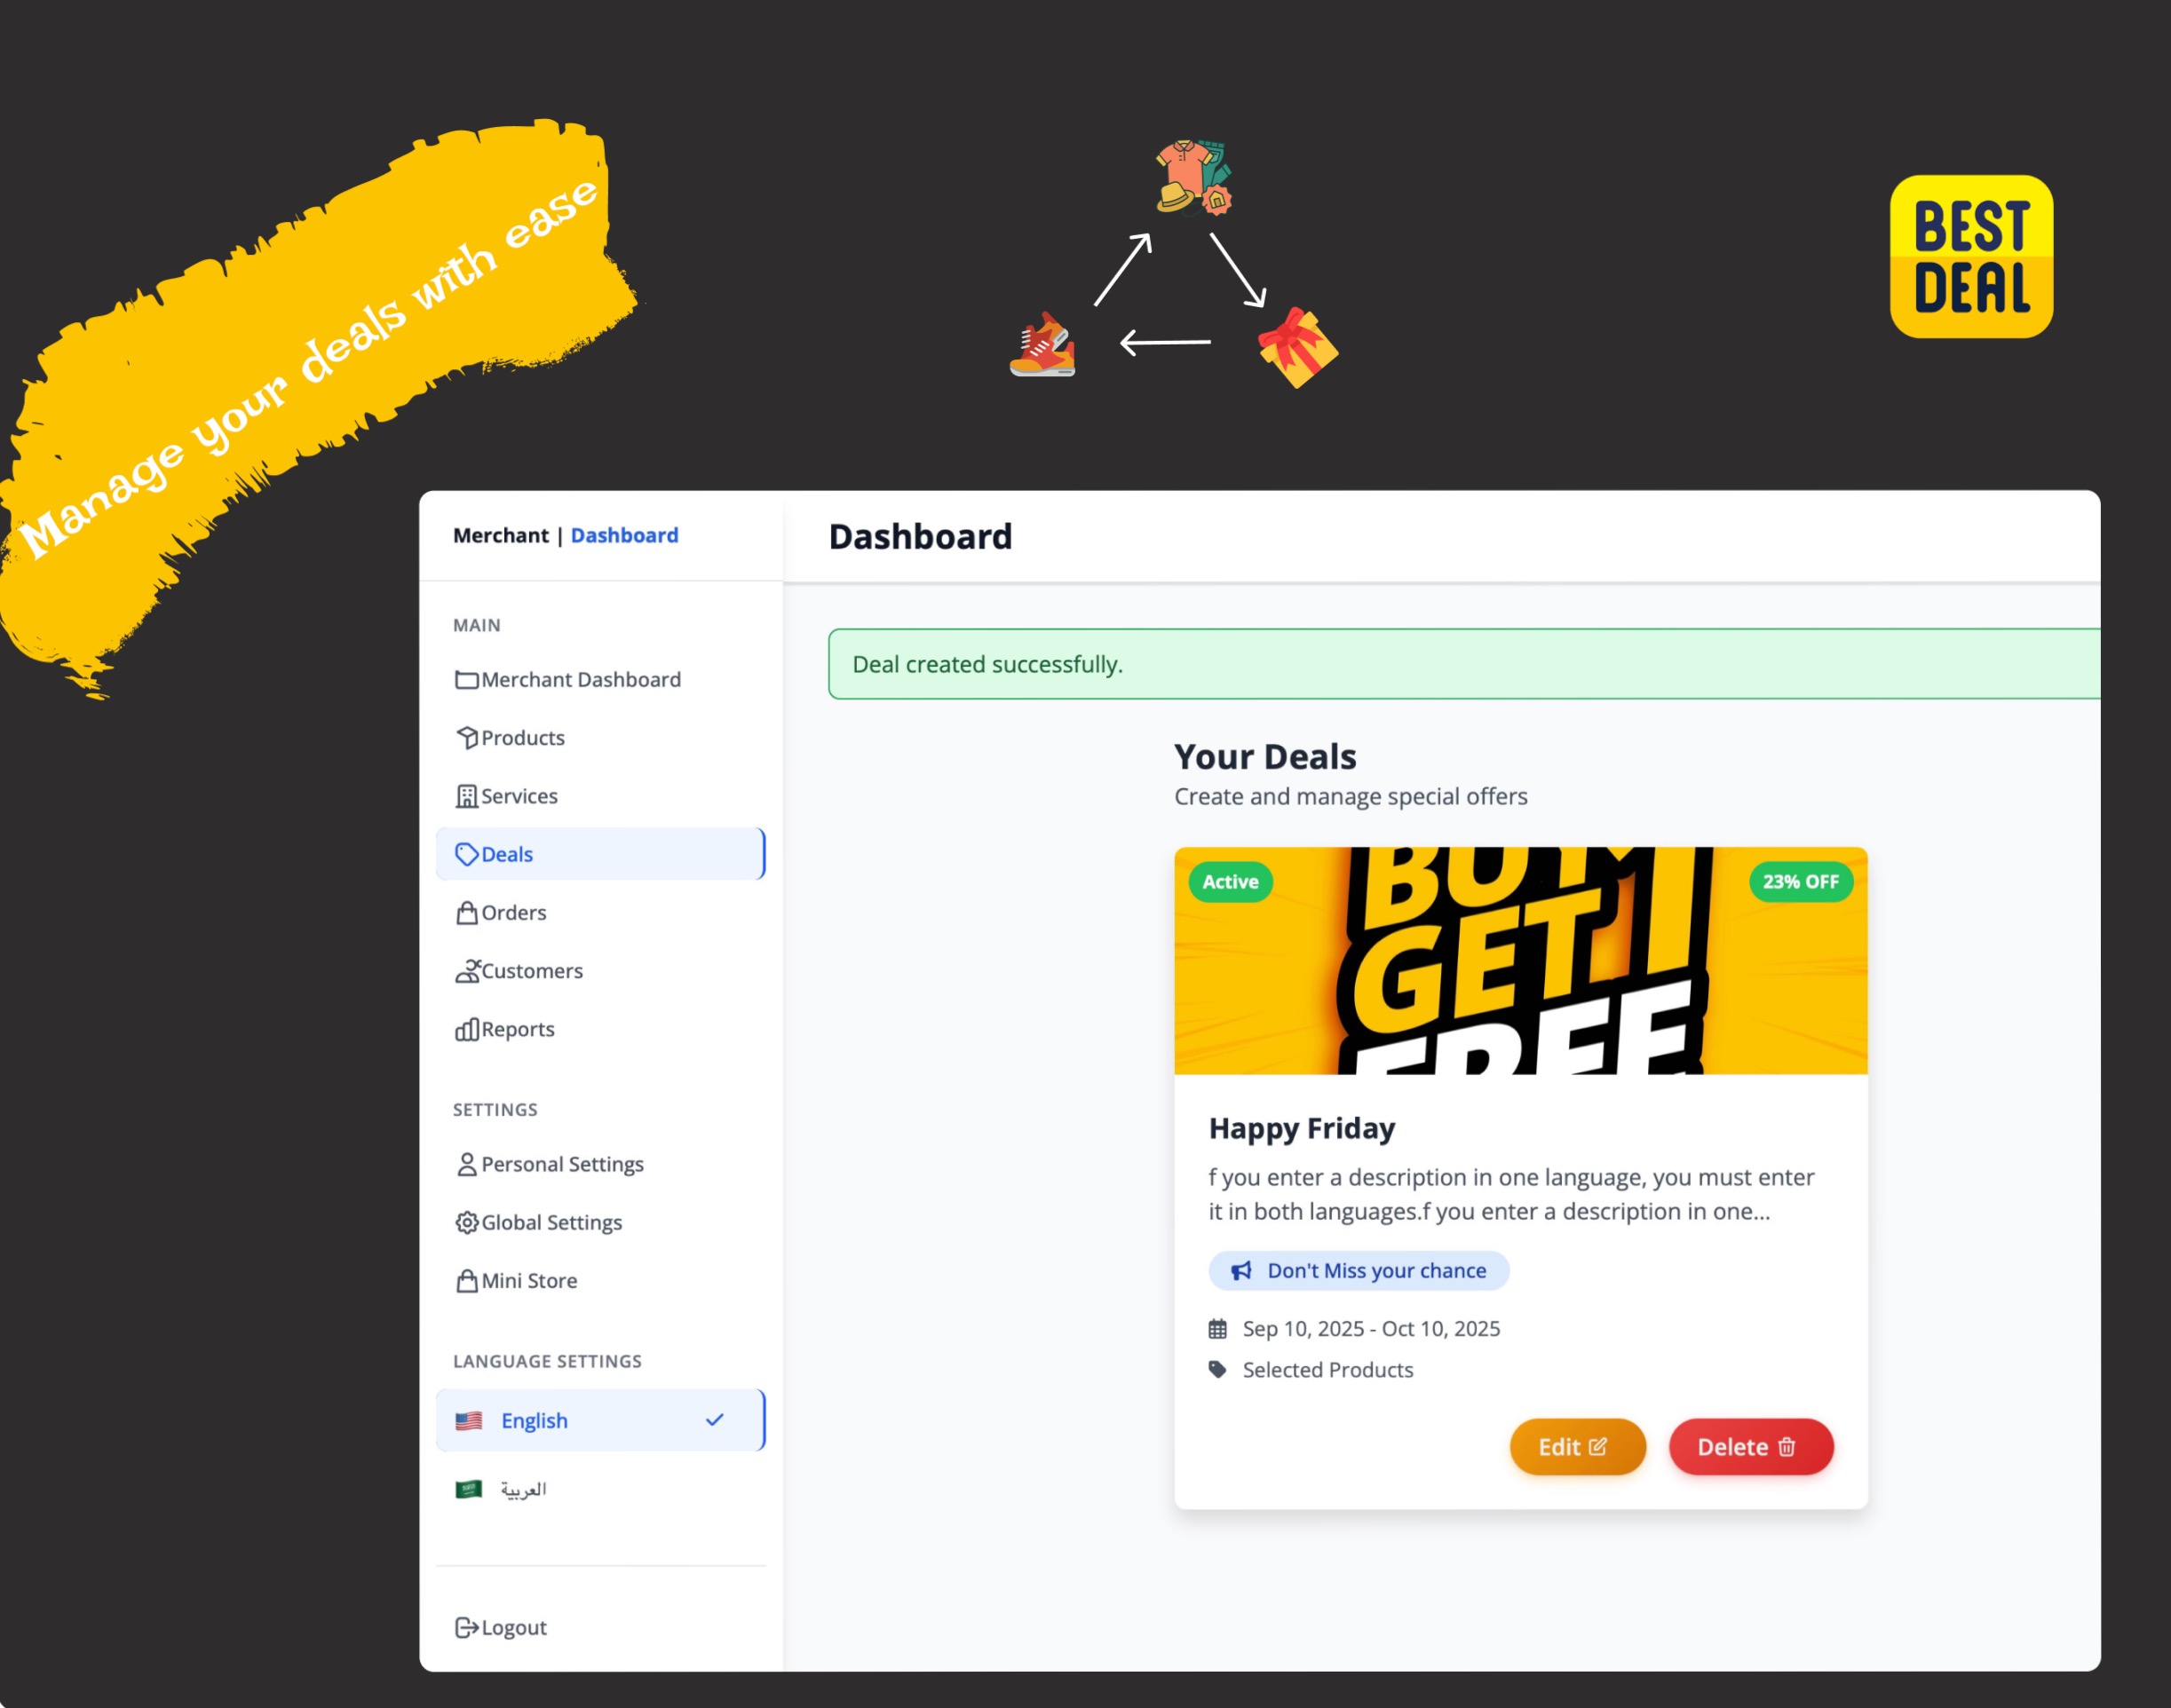 Manage your deals with ease
BEST
DEAL
Merchant | Dashboard
Dashboard
MAIN
Merchant Dashboard
Products
Services
Deals
Orders
Customers
Reports
SETTINGS
Personal Settings
Global Settings
Mini Store
LANGUAGE SETTINGS
English
العربية
Logout
Deal created successfully.
Your Deals
Create and manage special offers
Active
23% OFF
GET 1
FREE
Happy Friday
f you enter a description in one language, you must enter
it in both languages.f you enter a description in one...
Don't Miss your chance
Sep 10, 2025 - Oct 10, 2025
Selected Products
Edit
Delete